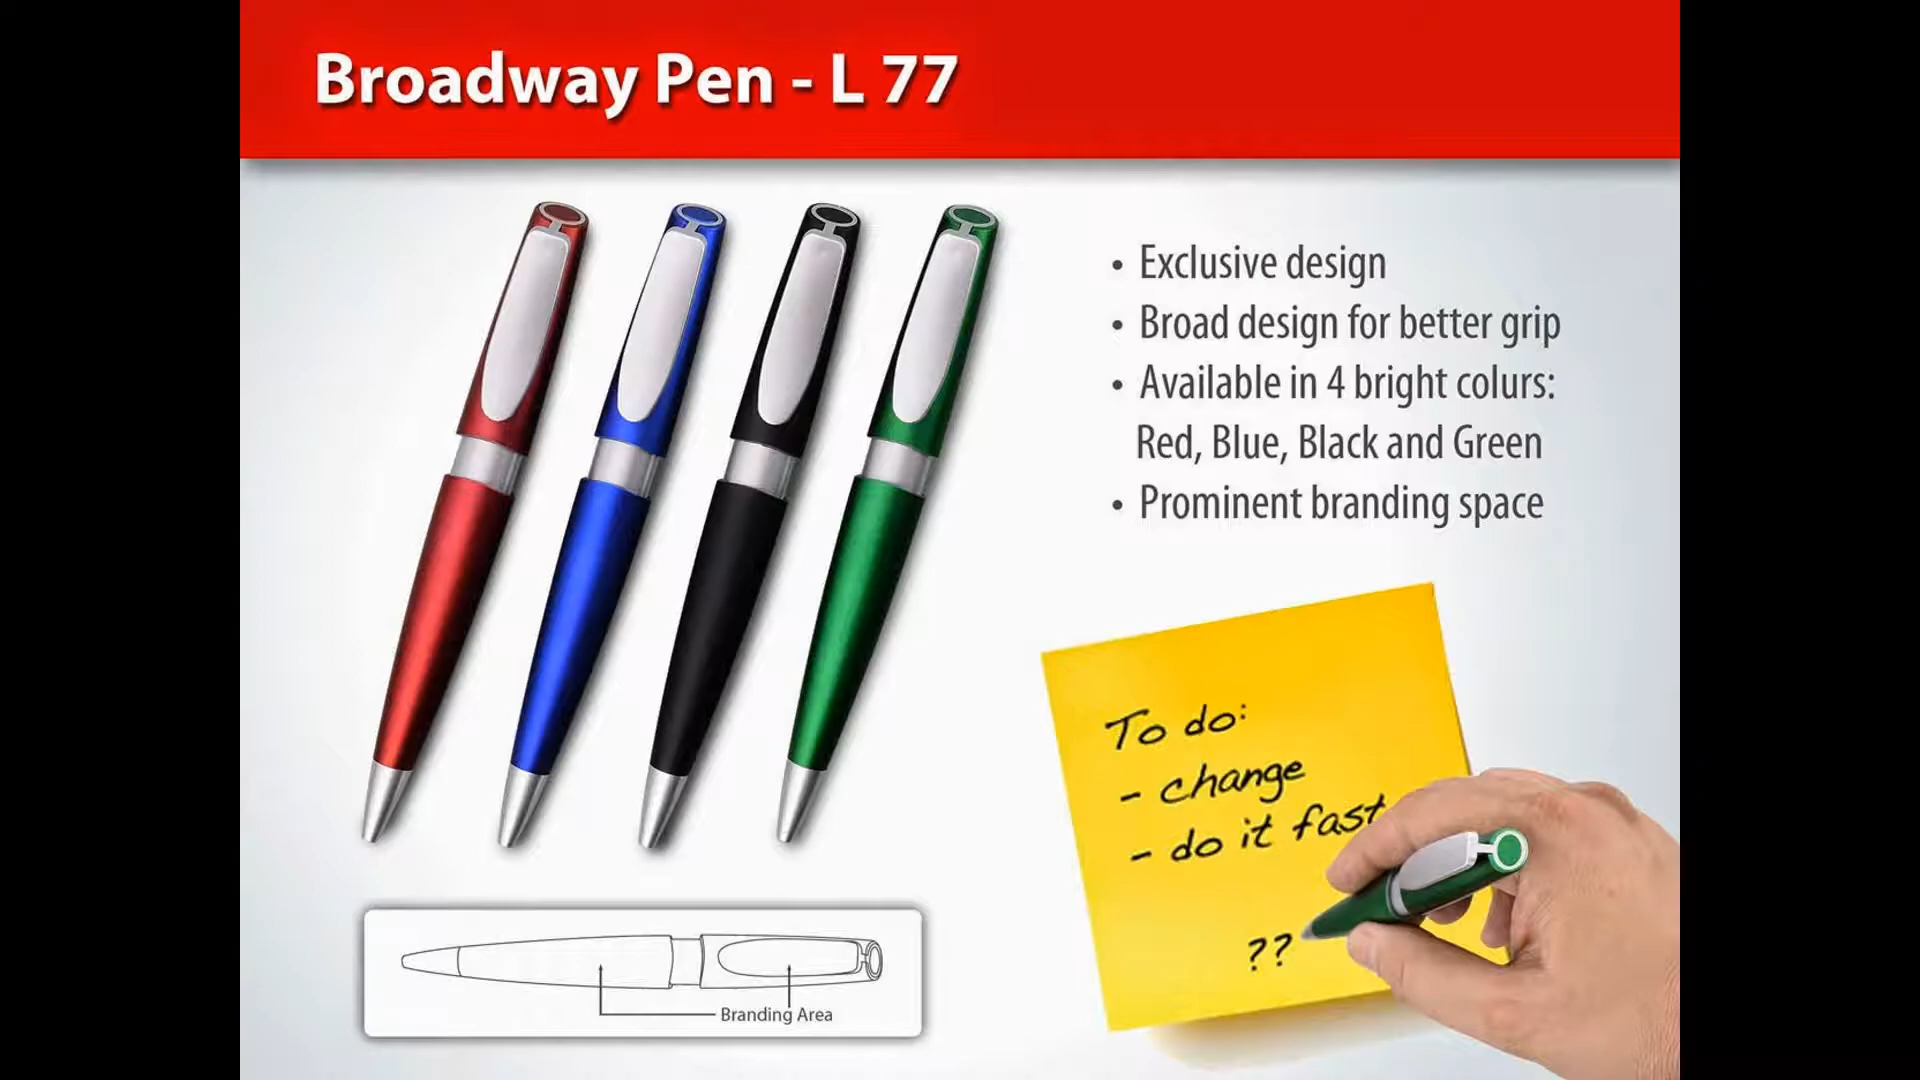 Broadway Pen - L 77
• Exclusive design
• Broad design for better grip
• Available in 4 bright colurs:
Red, Blue, Black and Green
• Prominent branding space
To do:
- change
- do it fast
??
Branding Area